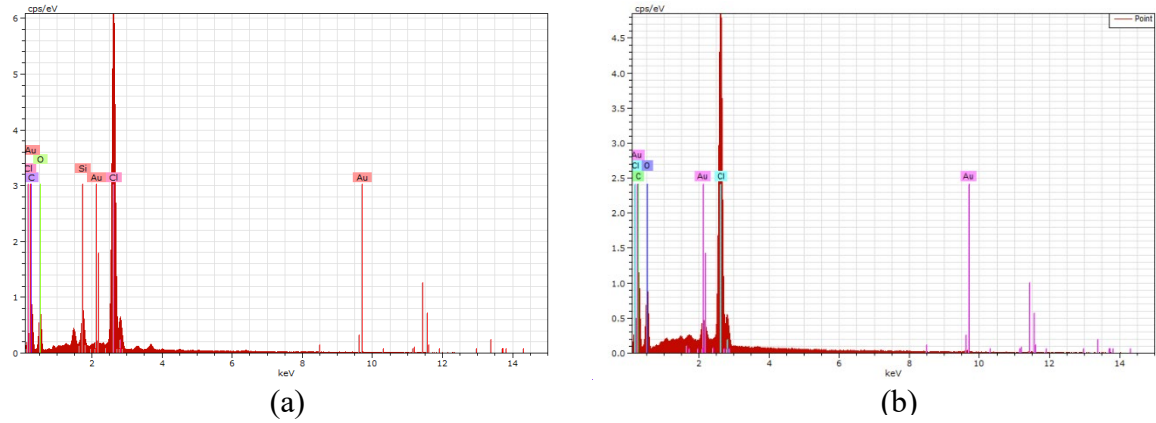 cps/eV
6
5
4
3
2
1
0
Au
O
Cl
C
Si
Au
Cl
Au
2 4 6 8 10 12 14
keV
(a)
cps/eV
Point
4.5
4.0
3.5
3.0
2.5
2.0
1.5
1.0
0.5
0.0
Au
Cl O
C
Au
Cl
Au
2 4 6 8 10 12 14
keV
(b)